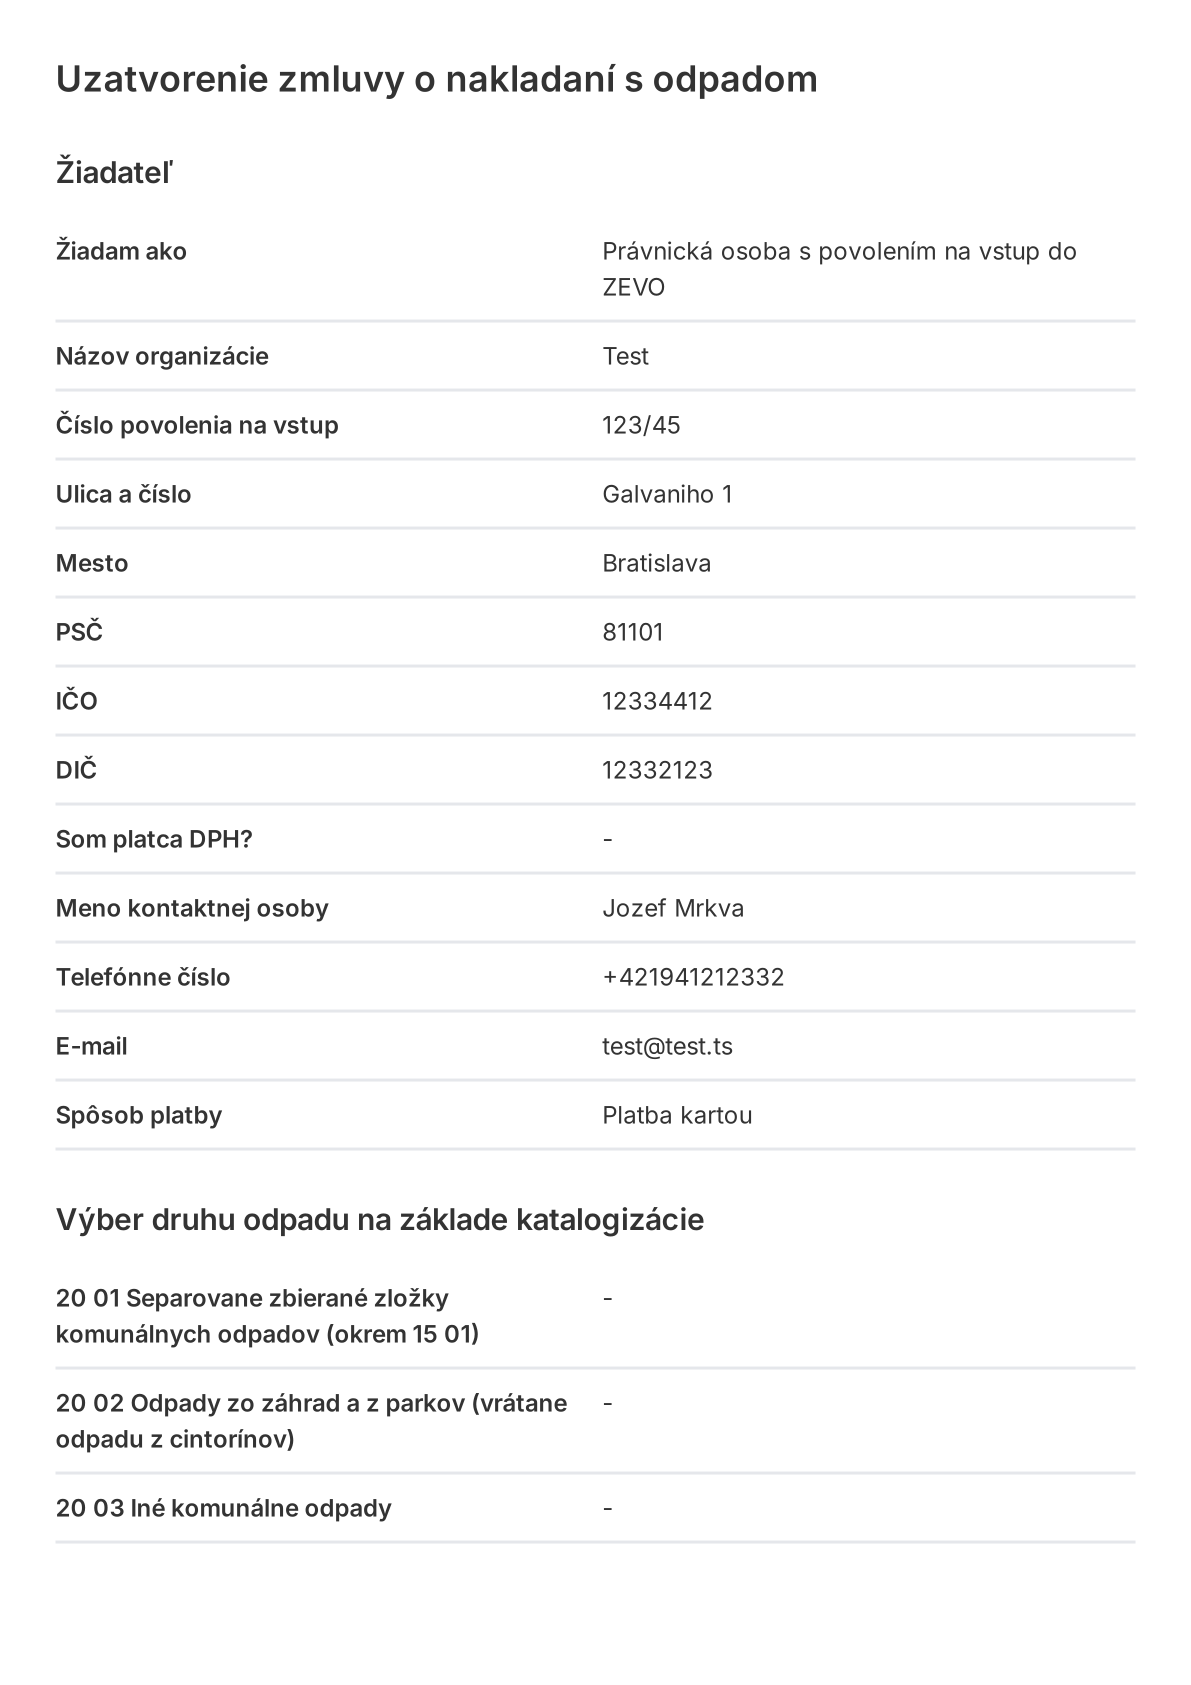 Uzatvorenie zmluvy o nakladaní s odpadom
Žiadateľ
Žiadam ako
Právnická osoba s povolením na vstup do
ZEVO
Názov organizácie
Test
Číslo povolenia na vstup
123/45
Ulica a číslo
Galvaniho 1
Mesto
Bratislava
PSČ
81101
IČO
12334412
DIČ
12332123
Som platca DPH?
-
Meno kontaktnej osoby
Jozef Mrkva
Telefónne číslo
+421941212332
E-mail
test@test.ts
Spôsob platby
Platba kartou
Výber druhu odpadu na základe katalogizácie
20 01 Separovane zbierané zložky
komunálnych odpadov (okrem 15 01)
-
20 02 Odpady zo záhrad a z parkov (vrátane
odpadu z cintorínov)
-
20 03 Iné komunálne odpady
-